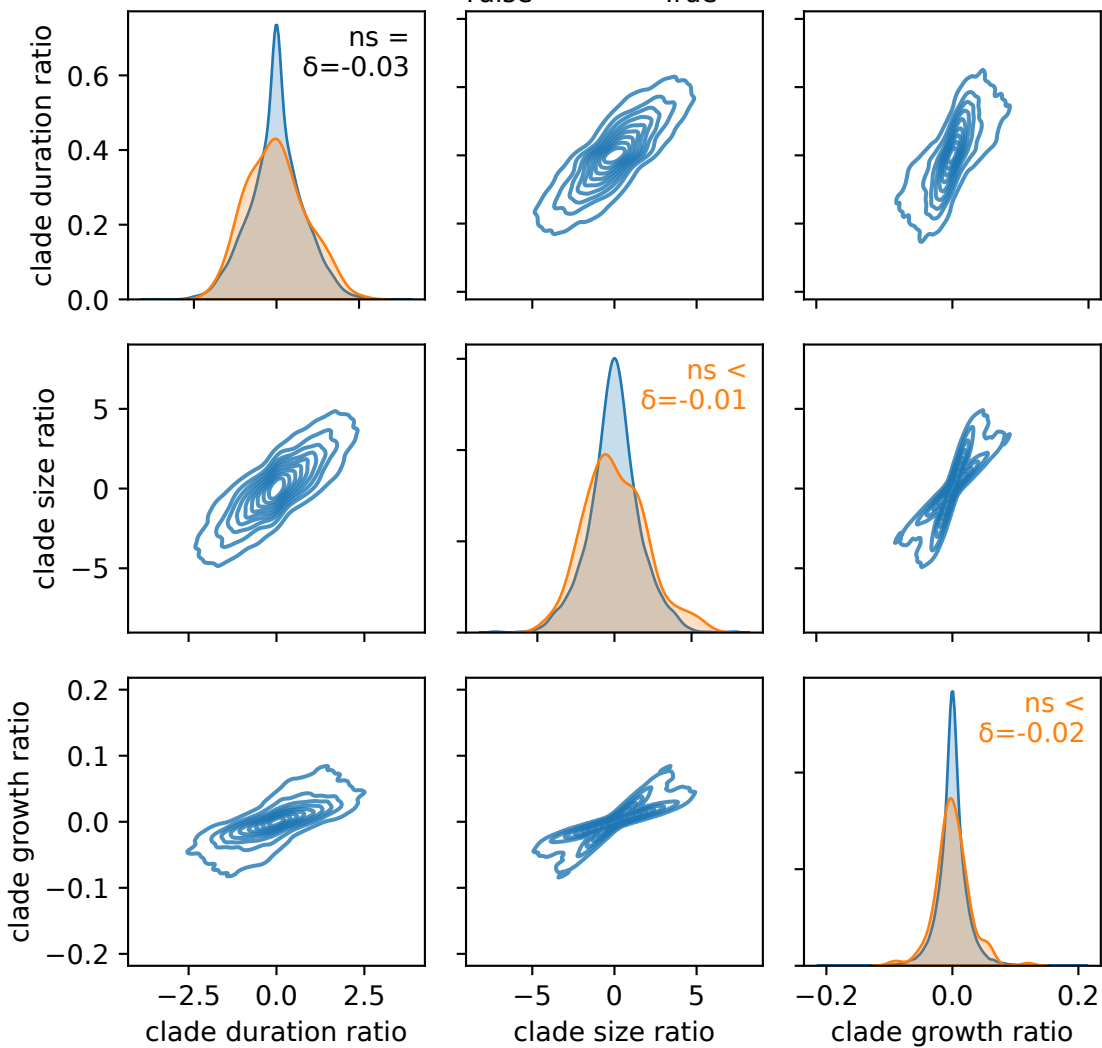 ns =
δ=-0.03
clade duration ratio
0.6
0.4
0.2
0.0
ns <
δ=-0.01
clade size ratio
5
0
−5
ns <
δ=-0.02
clade growth ratio
0.2
0.1
0.0
−0.1
−0.2
−2.5 0.0 2.5
−5 0 5
−0.2 0.0 0.2
clade duration ratio
clade size ratio
clade growth ratio